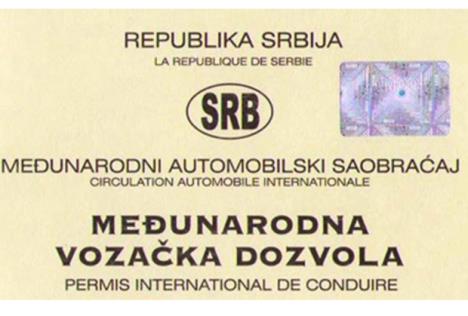 REPUBLIKA SRBIJA
LA REPUBLIQUE DE SERBIE
SRB
MEĐUNARODNI AUTOMOBILSKI SAOBRAĆAJ
CIRCULATION AUTOMOBILE INTERNATIONALE
MEĐUNARODNA
VOZAČKA DOZVOLA
PERMIS INTERNATIONAL DE CONDUIRE